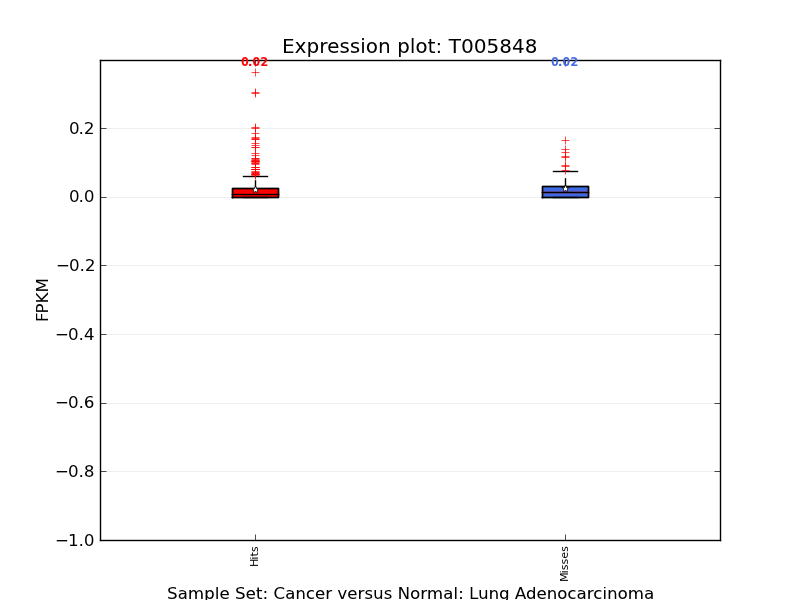 Expression plot: T005848
0.02 0.02
0.2
0.0
−0.2
−0.4
−0.6
−0.8
−1.0
FPKM
Hits
Misses
Sample Set: Cancer versus Normal: Lung Adenocarcinoma